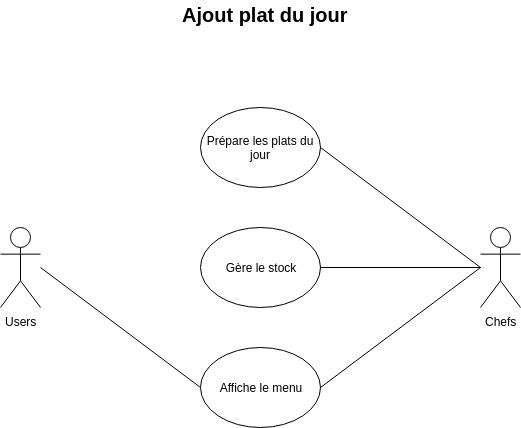 Ajout plat du jour
Prépare les plats du
jour
Gère le stock
Users
Chefs
Affiche le menu